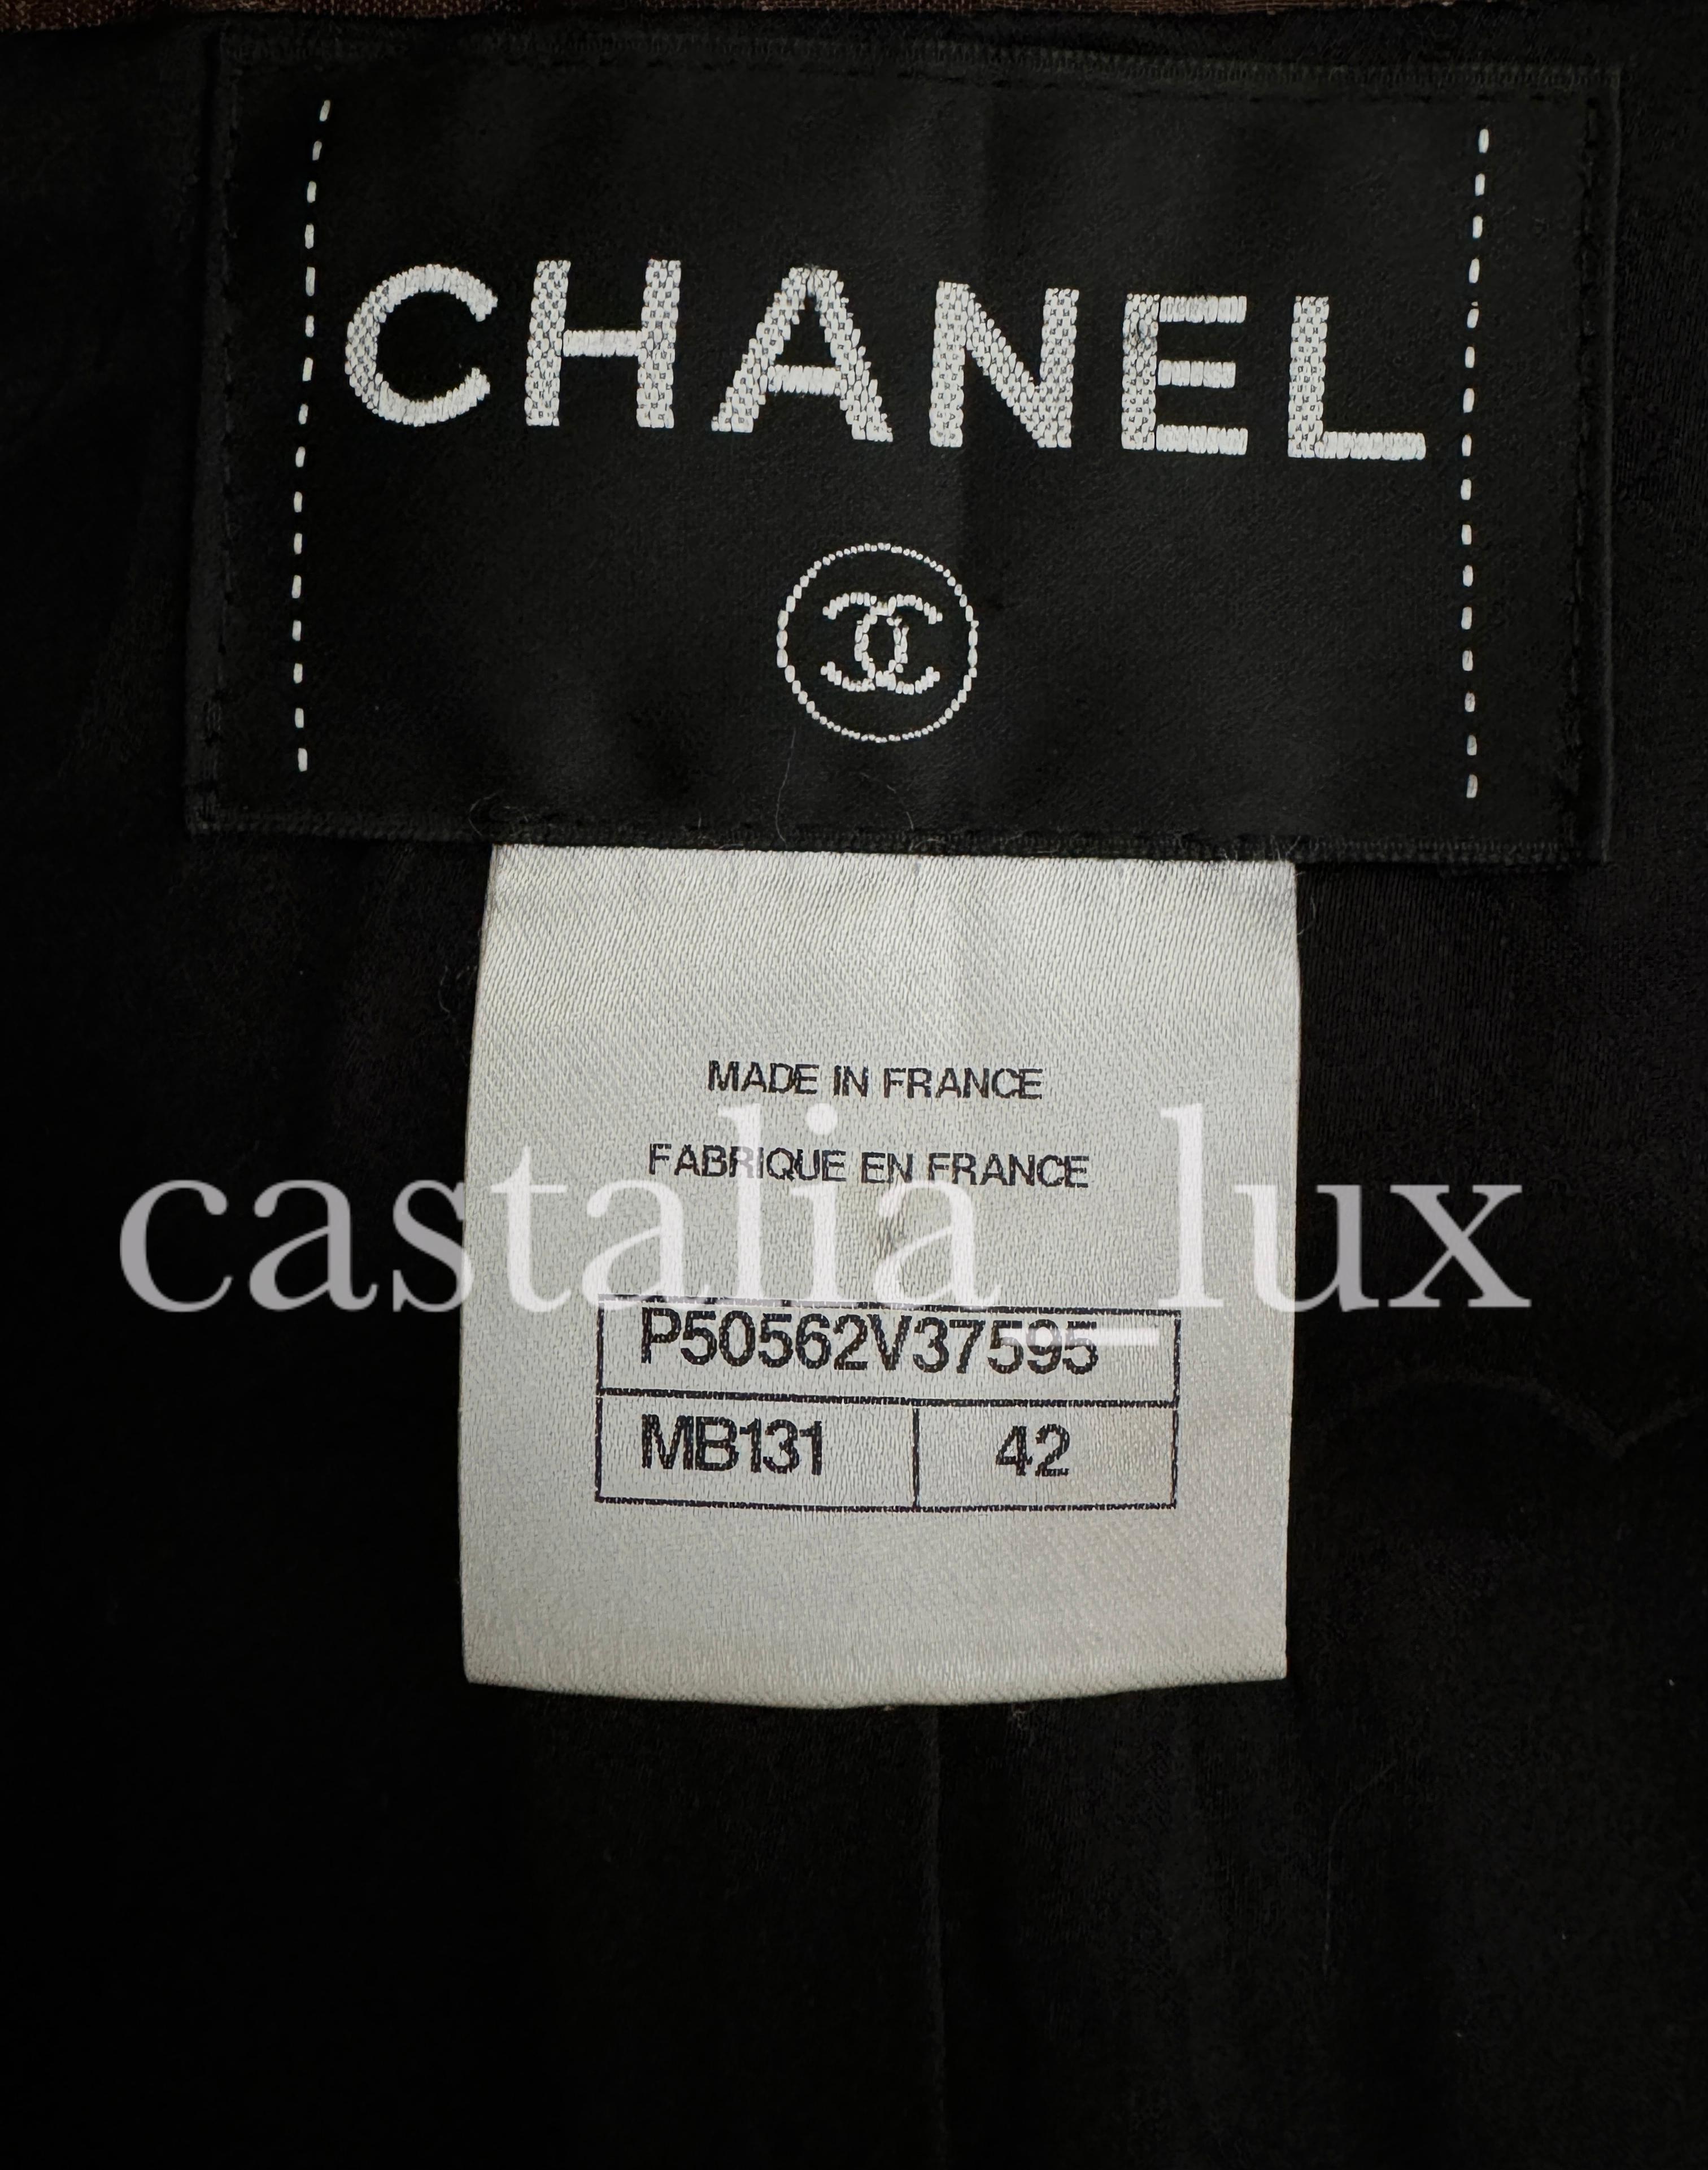 CHANEL
MADE IN FRANCE
FABRIQUE EN FRANCE
castalia_lux
P50562V37595
MB131 42